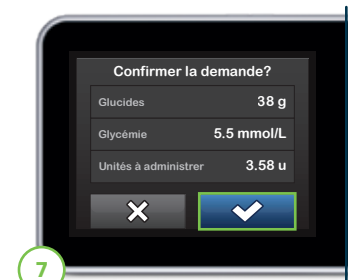 Confirmer la demande?
Glucides 38 g
Glycémie 5.5 mmol/L
Unités à administrer 3.58 u
7